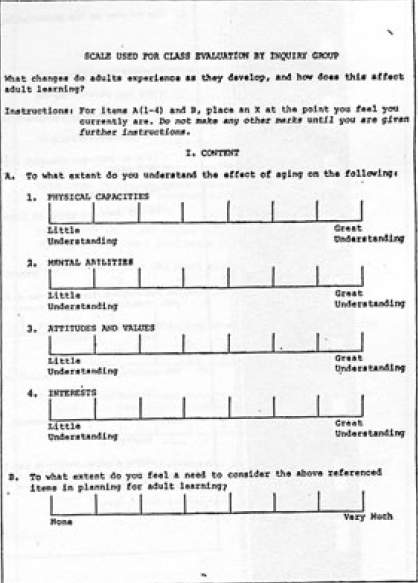 SCALE USED FOR CLASS EVALUATION BY INQUIRY GROUP
What changes do adults experience as they develop, and how does this affect
adult learning?
Instructions: For items A(1-4) and B, place an X at the point you feel you
currently are. Do not make any other marks until you are given
further instructions.
I. CONTENT
A. To what extent do you understand the effect of aging on the following:
1. PHYSICAL CAPACITIES
Little Great
Understanding Understanding
2. MENTAL ABILITIES
Little Great
Understanding Understanding
3. ATTITUDES AND VALUES
Little Great
Understanding Understanding
4. INTERESTS
Little Great
Understanding Understanding
B. To what extent do you feel a need to consider the above referenced
items in planning for adult learning?
None Very Much